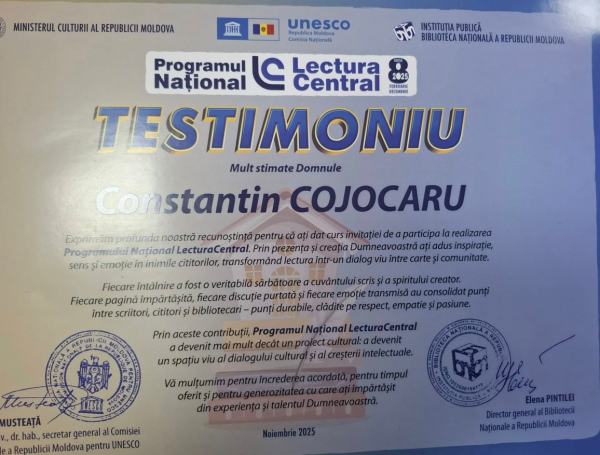 MINISTERUL CULTURII AL REPUBLICII MOLDOVA
unesco
Republica Moldova
Comisia Națională
INSTITUȚIA PUBLICĂ
BIBLIOTECA NAȚIONALĂ A REPUBLICII MOLDOVA
Programul Național
Lectura Central
8
2025
FEBRUARIE
DECEMBRIE
TESTIMONIU
Mult stimate Domnule
Constantin COJOCARU
Exprimăm profunda noastră recunoștință pentru că ați dat curs invitației de a participa la realizarea
Programului Național LecturaCentral. Prin prezența și creația Dumneavoastră ați adus inspirație,
sens și emoție în inimile cititorilor, transformând lectura într-un dialog viu între carte și comunitate.
Fiecare întâlnire a fost o veritabilă sărbătoare a cuvântului scris și a spiritului creator.
Fiecare pagină împărtășită, fiecare discuție purtată și fiecare emoție transmisă au consolidat punți
între scriitori, cititori și bibliotecari – punți durabile, clădite pe respect, empatie și pasiune.
Prin aceste contribuții, Programul Național LecturaCentral
a devenit mai mult decât un proiect cultural: a devenit
un spațiu viu al dialogului cultural și al creșterii intelectuale.
Vă mulțumim pentru încrederea acordată, pentru timpul
oferit și pentru generozitatea cu care ați împărtășit
din experiența și talentul Dumneavoastră.
MUSTEAȚĂ
v., dr. hab., secretar general al Comisiei
le a Republicii Moldova pentru UNESCO
Noiembrie 2025
Elena PINTILEI
Director general al Bibliotecii
Naționale a Republicii Moldova